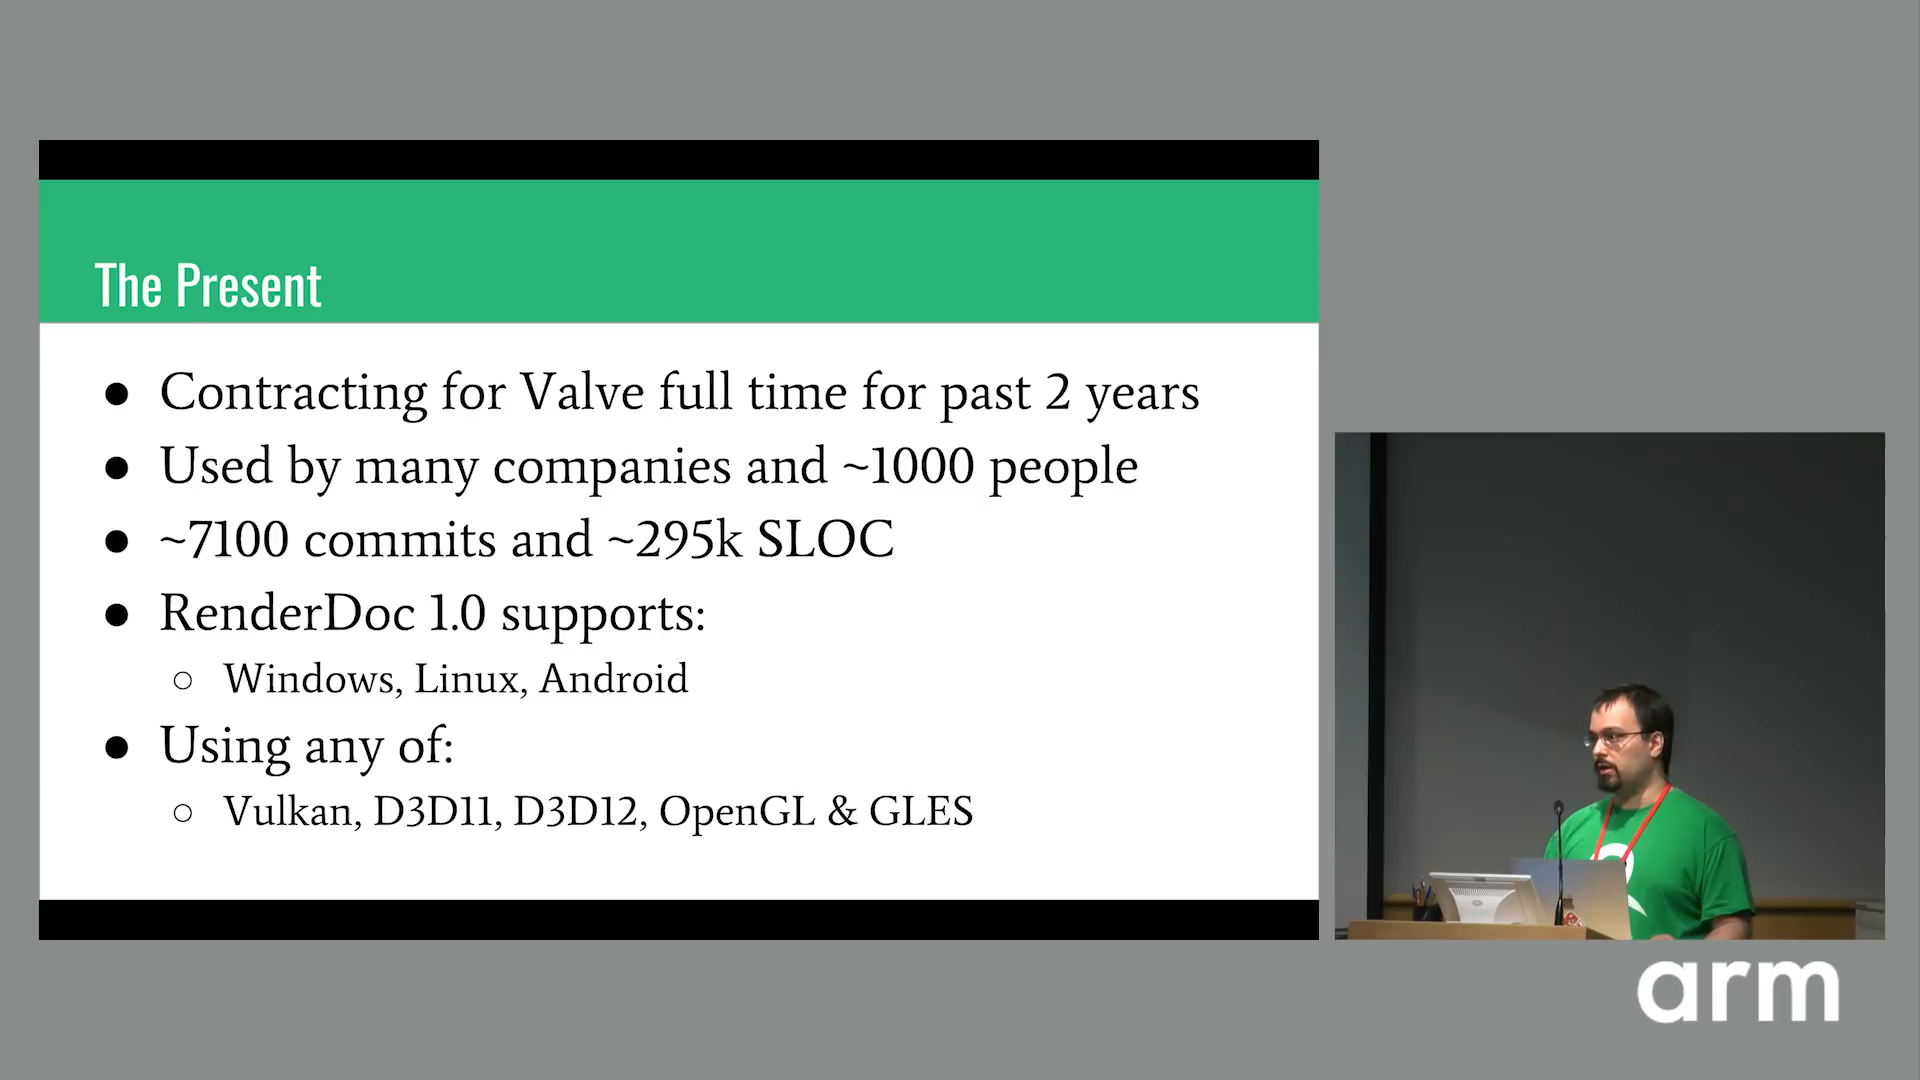 The Present
● Contracting for Valve full time for past 2 years
● Used by many companies and ~1000 people
● ~7100 commits and ~295k SLOC
● RenderDoc 1.0 supports:
○ Windows, Linux, Android
● Using any of:
○ Vulkan, D3D11, D3D12, OpenGL & GLES
arm